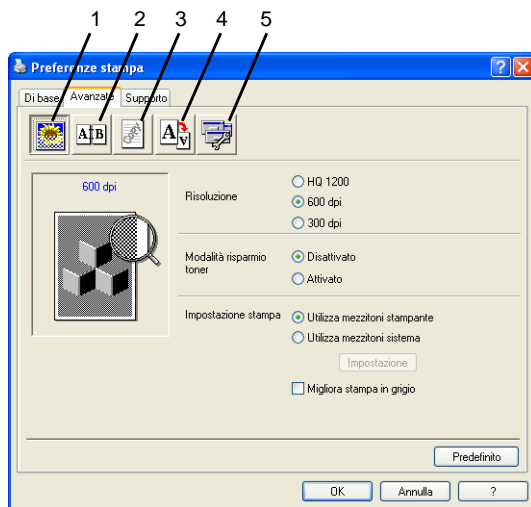 1 2 3 4 5
Preferenze stampa
Di base Avanzate Supporto
A B copy A A
600 dpi
Risoluzione
HQ 1200
600 dpi
300 dpi
Modalità risparmio toner
Disattivato
Attivato
Impostazione stampa
Utilizza mezzitoni stampante
Utilizza mezzitoni sistema
Impostazione
Migliora stampa in grigio
Predefinito
OK Annulla ?